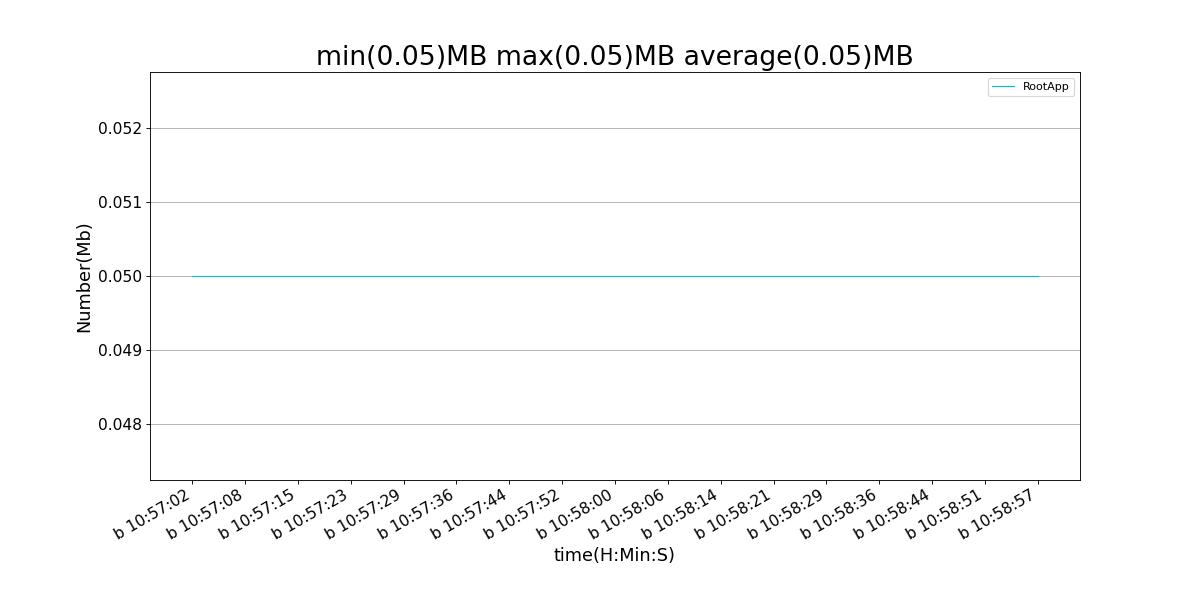 min(0.05)MB max(0.05)MB average(0.05)MB
RootApp
0.052
0.051
0.050
0.049
0.048
Number(Mb)
b 10:57:02
b 10:57:08
b 10:57:15
b 10:57:23
b 10:57:29
b 10:57:36
b 10:57:44
b 10:57:52
b 10:58:00
b 10:58:06
b 10:58:14
b 10:58:21
b 10:58:29
b 10:58:36
b 10:58:44
b 10:58:51
b 10:58:57
time(H:Min:S)